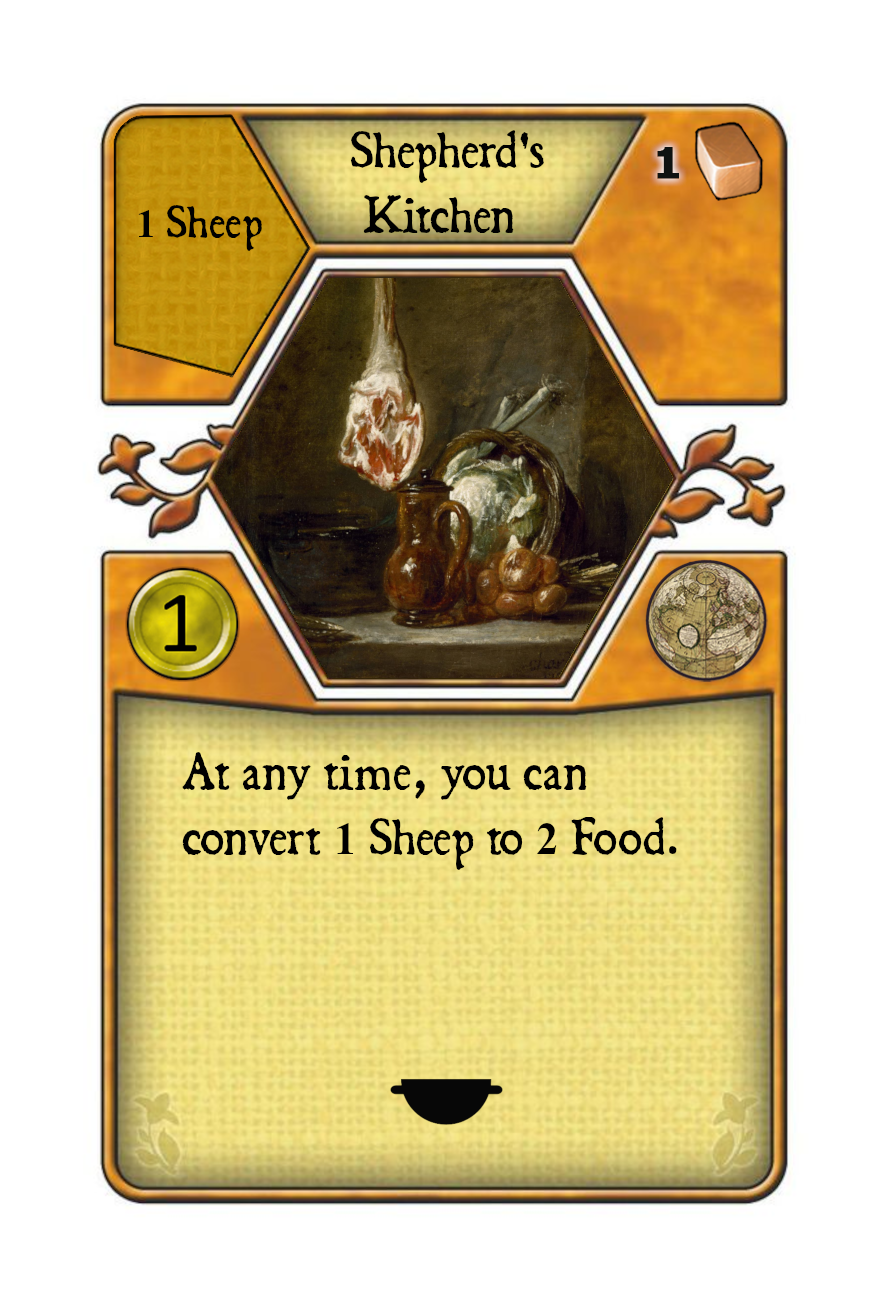 Shepherd's
Kitchen
1 Sheep
1
1
At any time, you can
convert 1 Sheep to 2 Food.